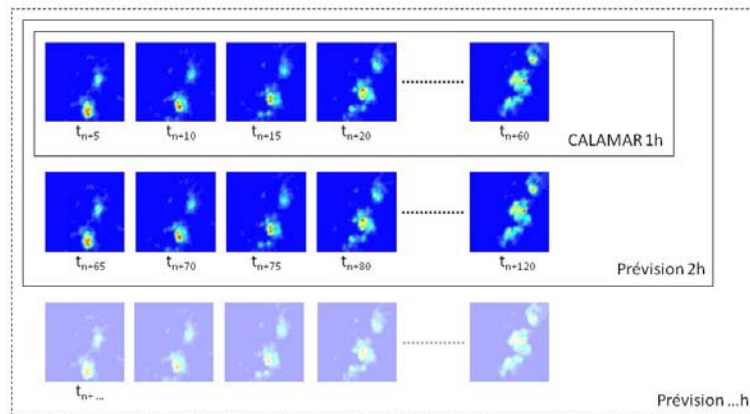 tn+5 tn+10 tn+15 tn+20 tn+60
CALAMAR 1h
tn+65 tn+70 tn+75 tn+80 tn+120
Prévision 2h
tn+ ...
Prévision ...h